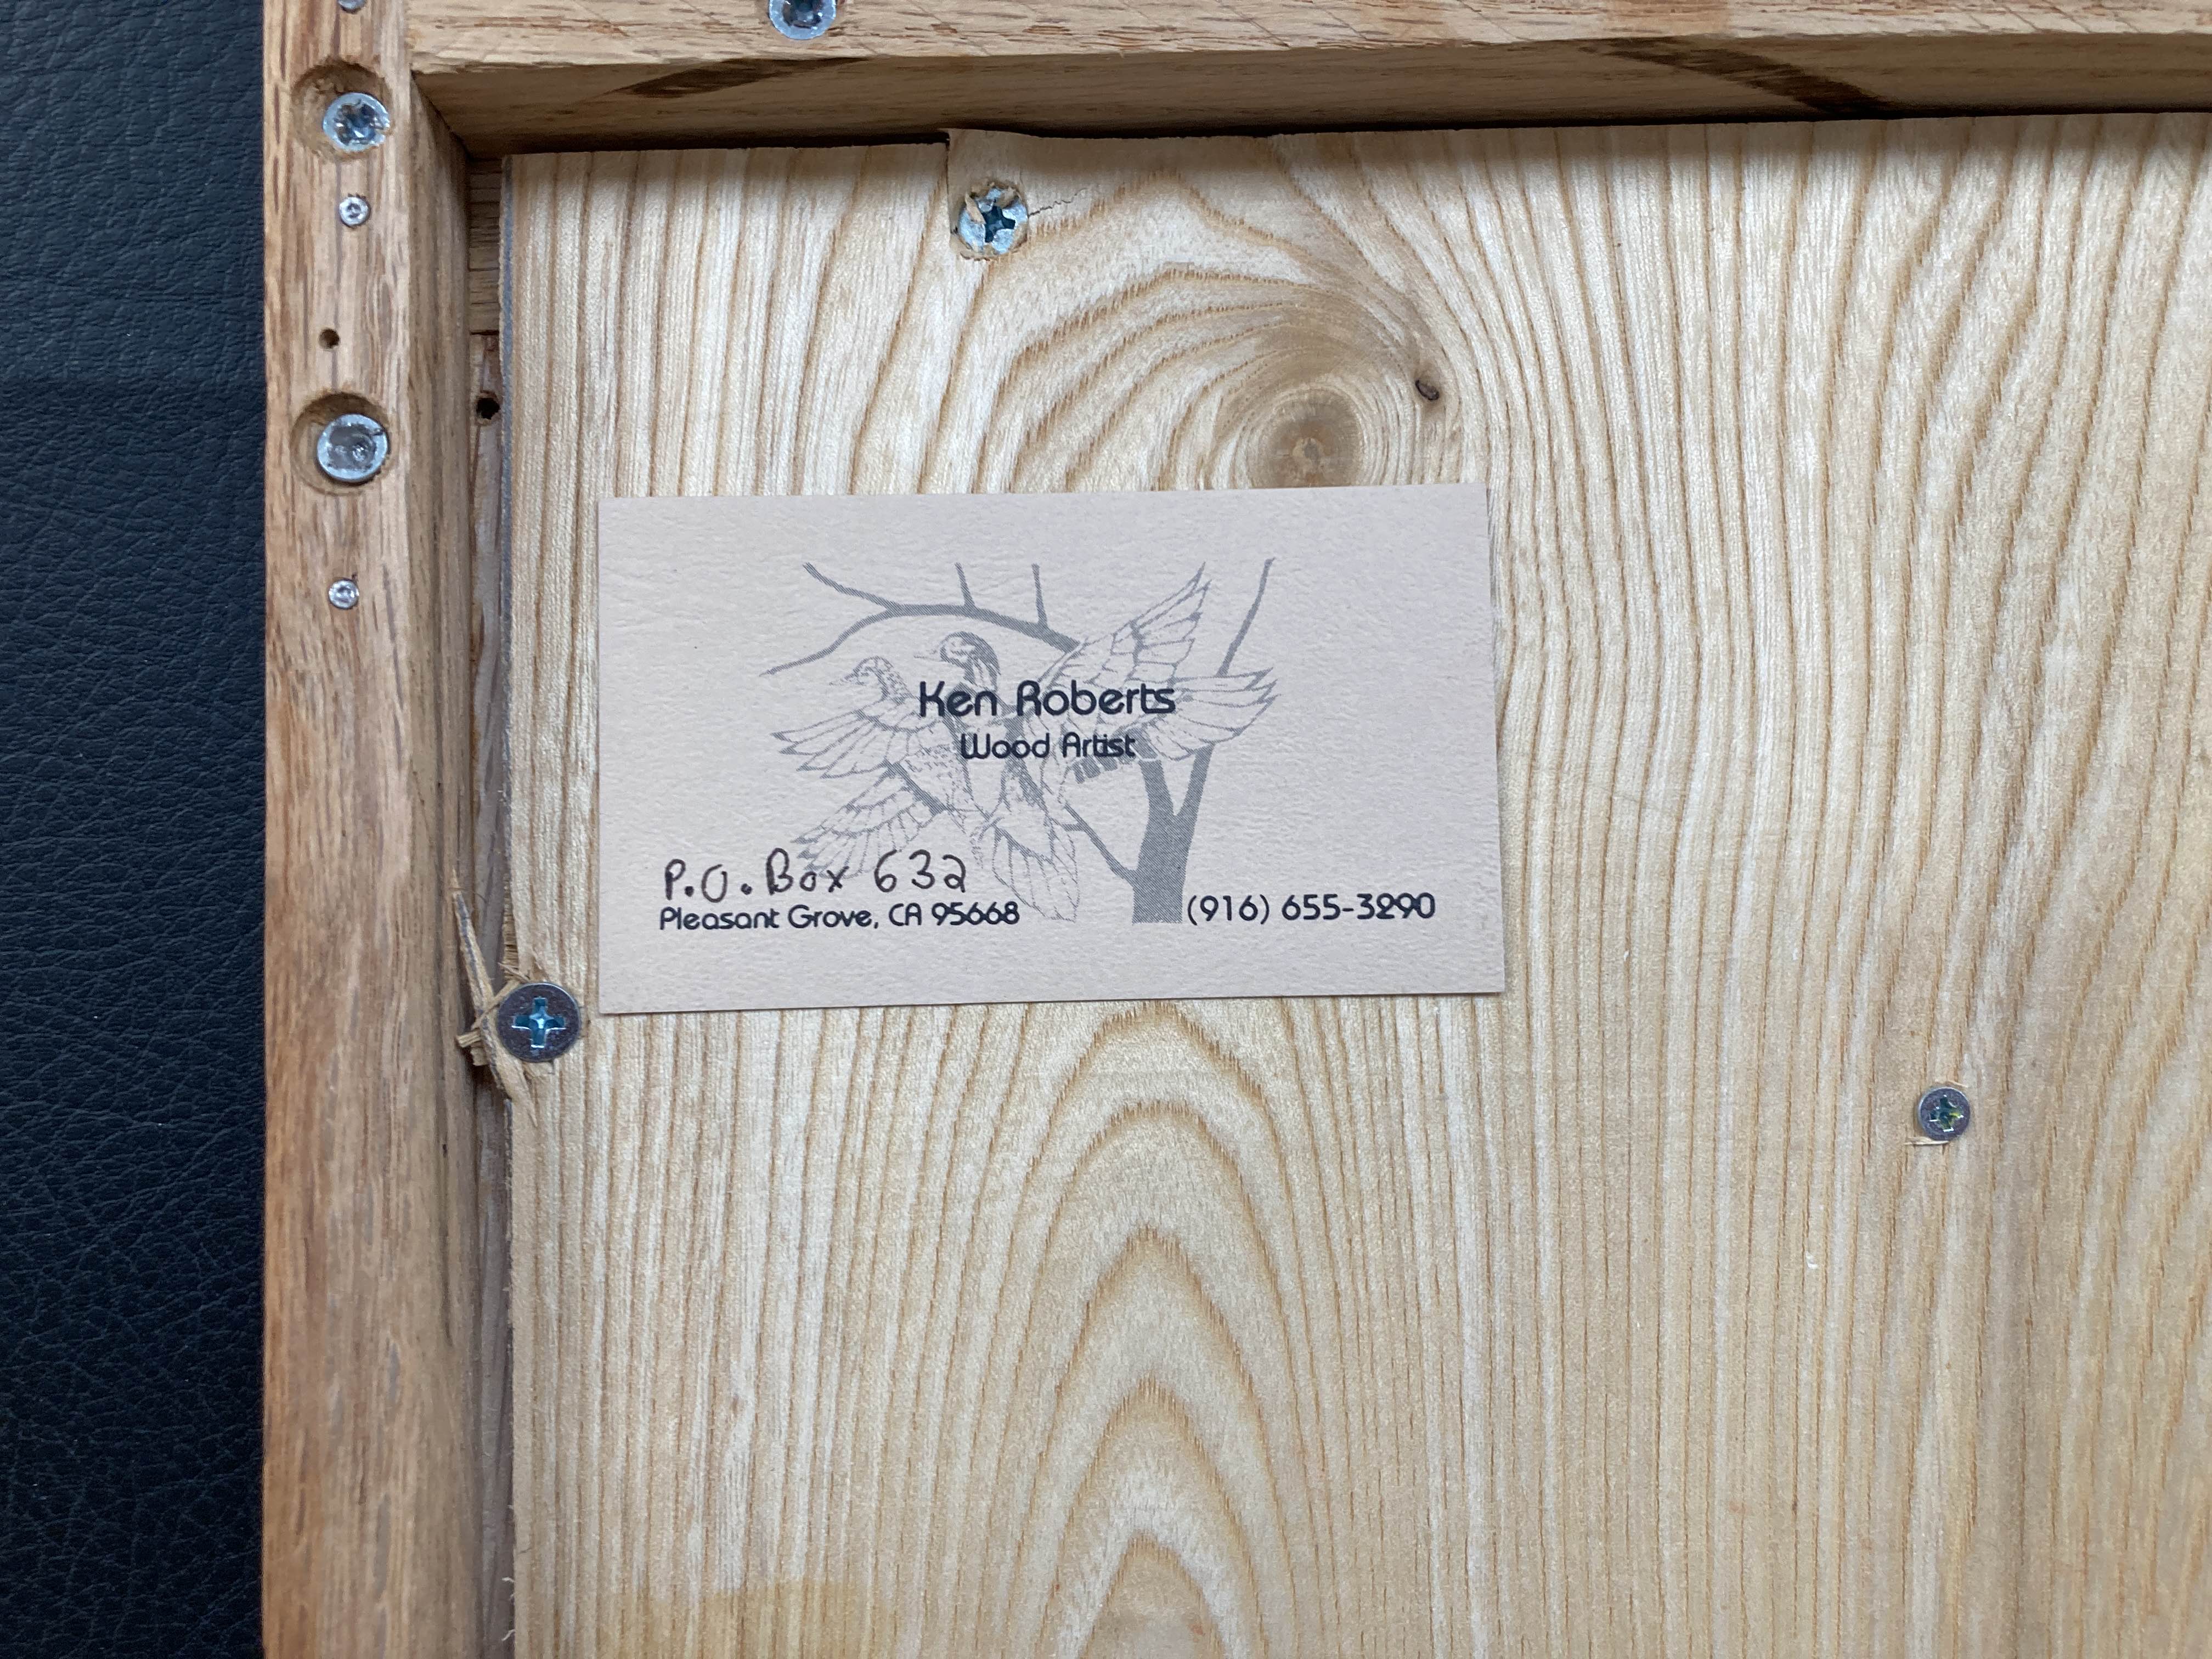 Ken Roberts
Wood Artist
P.O. Box 632
Pleasant Grove, CA 95668
(916) 655-3290